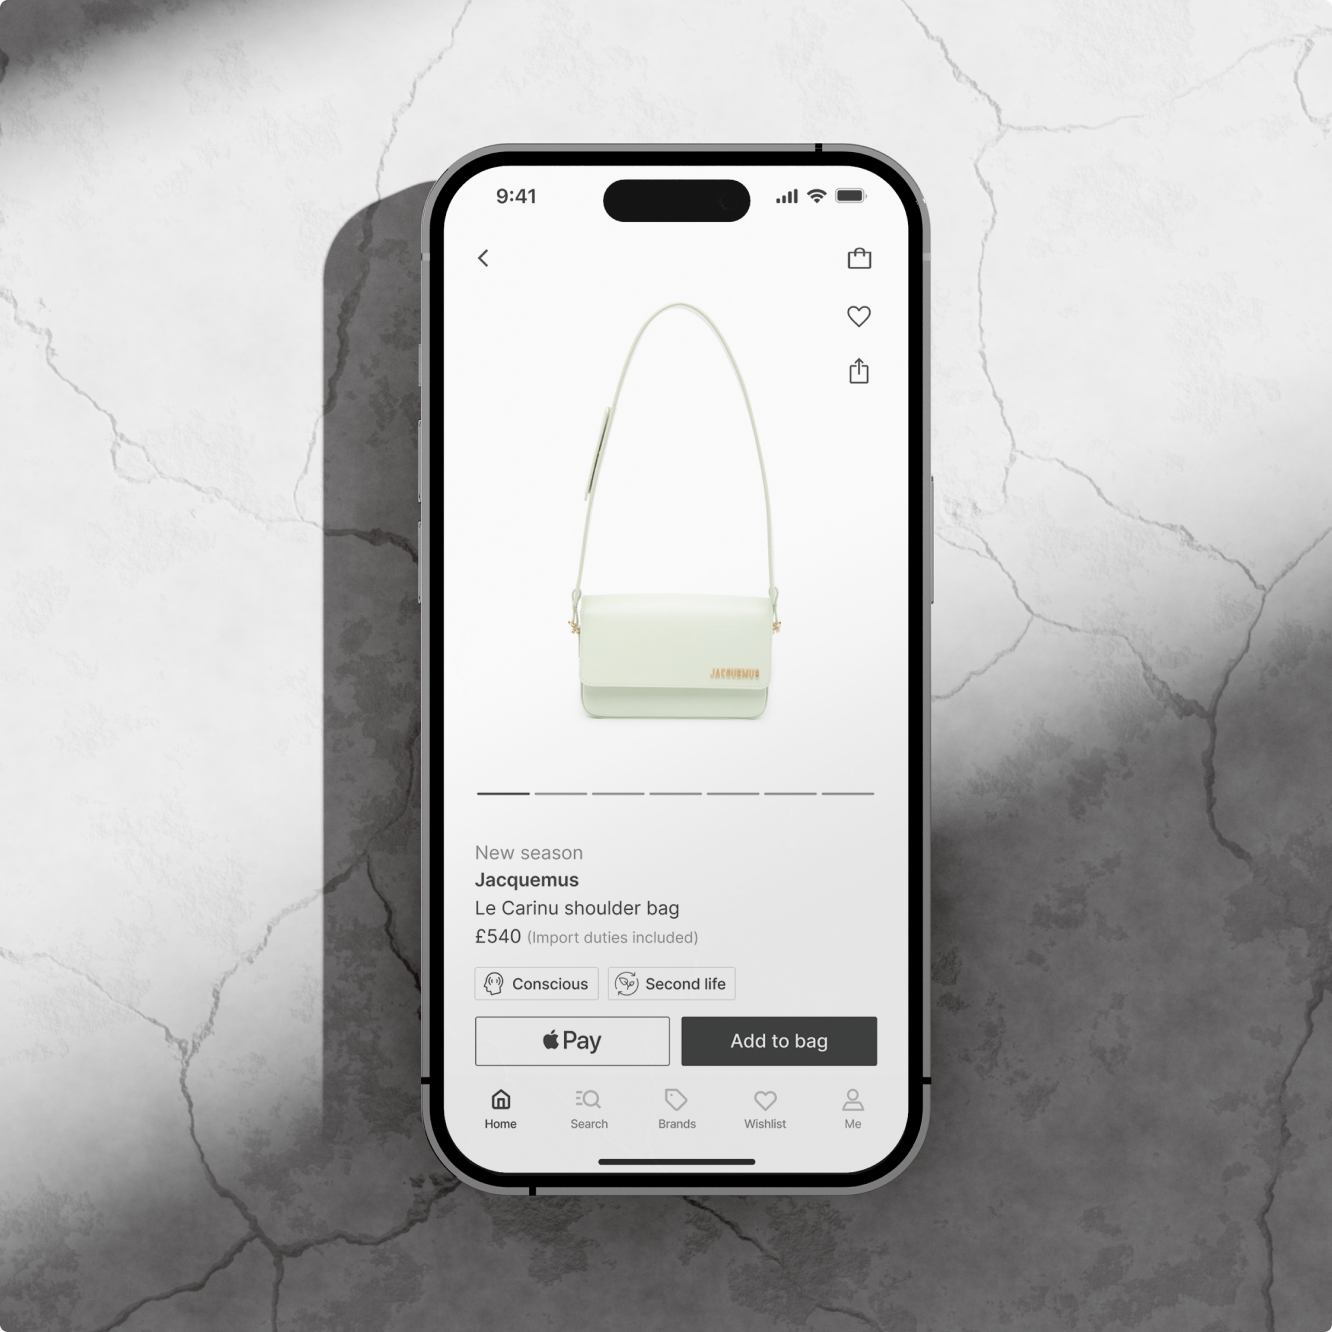 9:41
JACQUEMUS
New season
Jacquemus
Le Carinu shoulder bag
£540 (Import duties included)
Conscious
Second life
Pay
Add to bag
Home
Search
Brands
Wishlist
Me